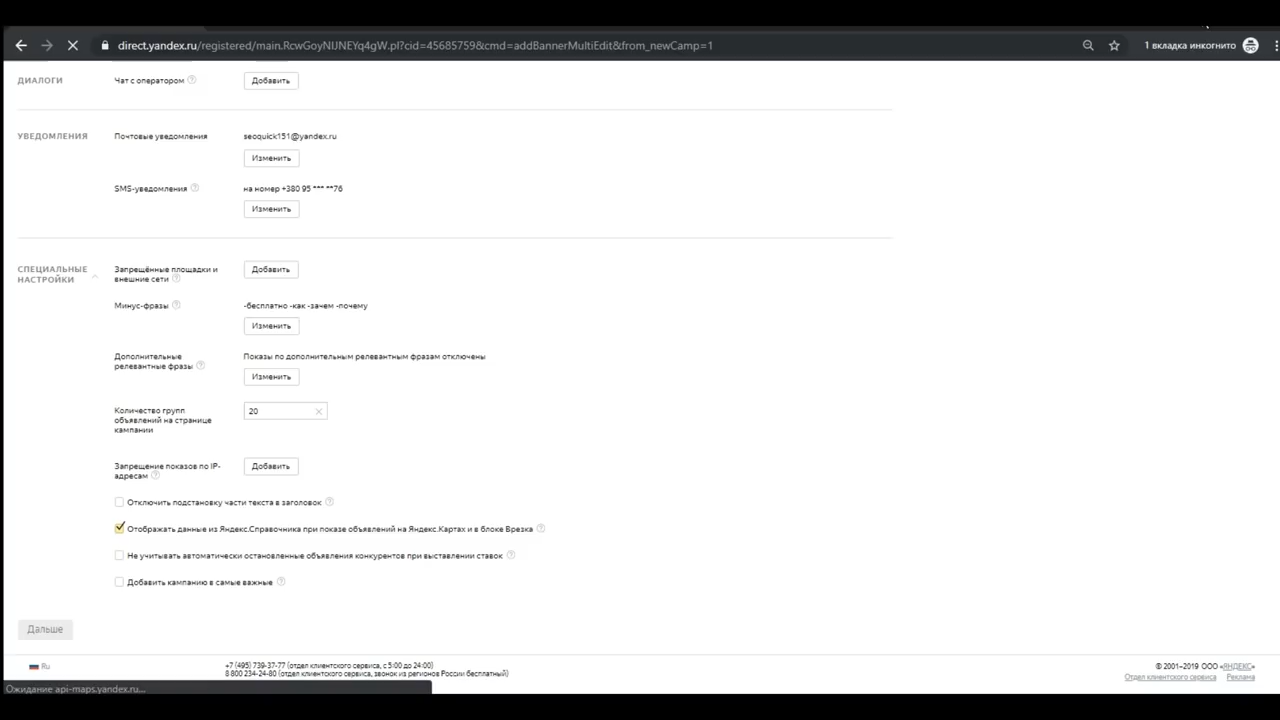 direct.yandex.ru/registered/main.RcwGoyNIJNEYq4gW.pl?cid=45685759&cmd=addBannerMultiEdit&from_newCamp=1
1 вкладка инкогнито
ДИАЛОГИ
Чат с оператором
Добавить
УВЕДОМЛЕНИЯ
Почтовые уведомления
seoquick151@yandex.ru
Изменить
SMS-уведомления
на номер +380 95 *** **76
Изменить
СПЕЦИАЛЬНЫЕ
НАСТРОЙКИ
Запрещённые площадки и
внешние сети
Добавить
Минус-фразы
-бесплатно -как -зачем -почему
Изменить
Дополнительные
релевантные фразы
Показы по дополнительным релевантным фразам отключены
Изменить
Количество групп
объявлений на странице
кампании
20
Запрещение показов по IP-
адресам
Добавить
Отключить подстановку части текста в заголовок
Отображать данные из Яндекс.Справочника при показе объявлений на Яндекс.Картах и в блоке Врезка
Не учитывать автоматически остановленные объявления конкурентов при выставлении ставок
Добавить кампанию в самые важные
Дальше
Ru
+7 (495) 739-37-77 (отдел клиентского сервиса, с 5:00 до 24:00)
8 800 234-24-80 (отдел клиентского сервиса, звонок из регионов России бесплатный)
© 2001–2019 ООО «ЯНДЕКС»
Отдел клиентского сервиса Реклама
Ожидание api-maps.yandex.ru...